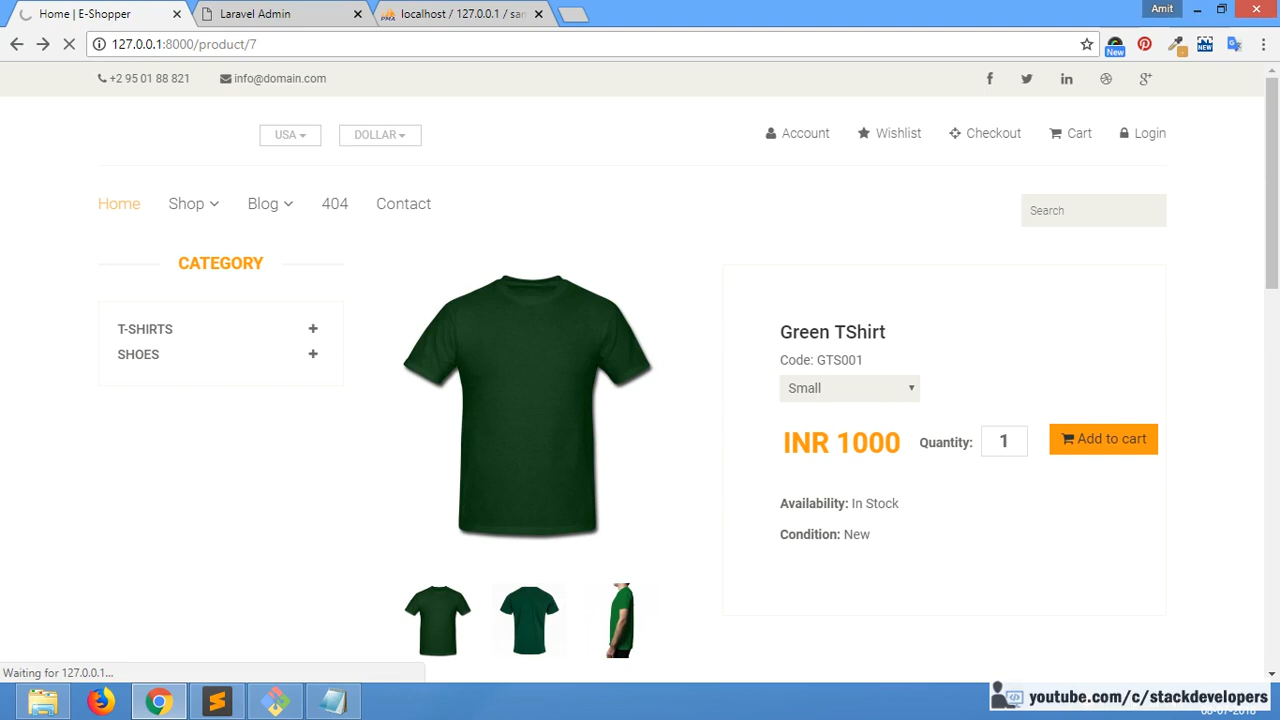 Home | E-Shopper
Laravel Admin
localhost / 127.0.0.1 / sam
Amit
127.0.0.1:8000/product/7
New
NEW
+2 95 01 88 821
info@domain.com
USA
DOLLAR
Account
Wishlist
Checkout
Cart
Login
Home
Shop
Blog
404
Contact
Search
CATEGORY
T-SHIRTS
SHOES
Green TShirt
Code: GTS001
Small
INR 1000
Quantity:
1
Add to cart
Availability: In Stock
Condition: New
Waiting for 127.0.0.1...
youtube.com/c/stackdevelopers